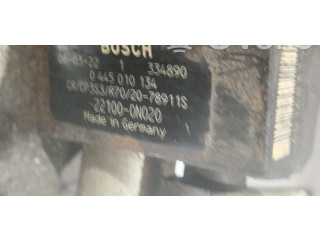 BOSCH
06-03-22 1 334890
0 445 010 134
CR/CP3S3/R70/20-78911S
22100-0N020
Made in Germany